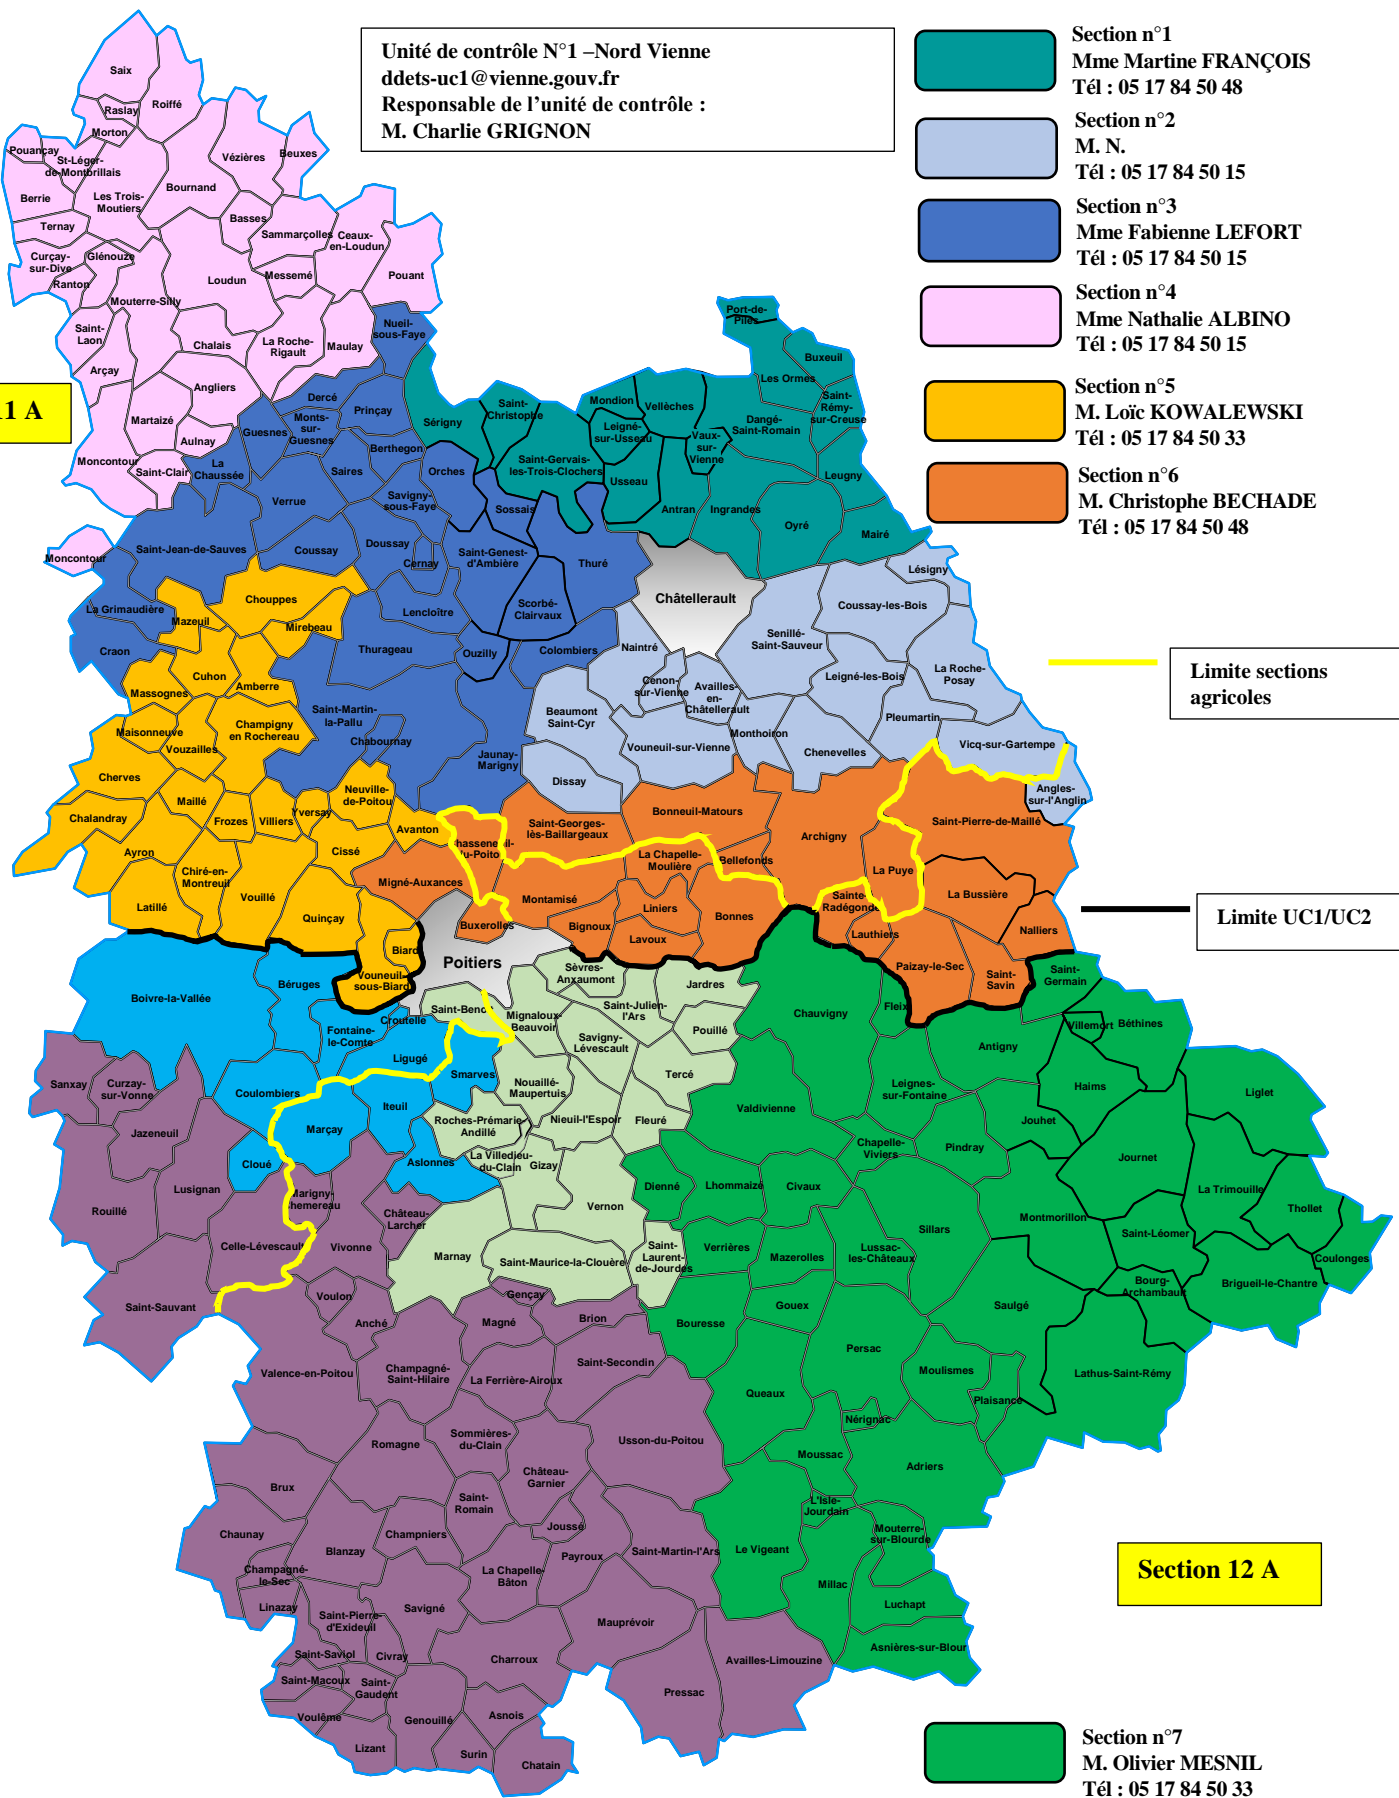 Unité de contrôle N°1 –Nord Vienne
ddets-uc1@vienne.gouv.fr
Responsable de l'unité de contrôle :
M. Charlie GRIGNON
Section n°1
Mme Martine FRANÇOIS
Tél : 05 17 84 50 48
Section n°2
M. N.
Tél : 05 17 84 50 15
Section n°3
Mme Fabienne LEFORT
Tél : 05 17 84 50 15
Section n°4
Mme Nathalie ALBINO
Tél : 05 17 84 50 15
Section n°5
M. Loïc KOWALEWSKI
Tél : 05 17 84 50 33
Section n°6
M. Christophe BECHADE
Tél : 05 17 84 50 48
Limite sections
agricoles
Limite UC1/UC2
1 A
Section 12 A
Section n°7
M. Olivier MESNIL
Tél : 05 17 84 50 33
Saix
Raslay
Roiffé
Morton
Pouançay
St-Léger-
de-Montbrillais
Vézières
Beuxes
Berrie
Les Trois-
Moutiers
Bournand
Ternay
Basses
Sammarçolles
Ceaux-
en-Loudun
Curçay-
sur-Dive
Glénouze
Ranton
Loudun
Messemé
Pouant
Mouterre-Silly
Saint-
Laon
Chalais
La Roche-
Rigault
Maulay
Nueil-
sous-Faye
Arçay
Angliers
Martaizé
Aulnay
Moncontour
Saint-Clair
La
Chaussée
Guesnes
Dercé
Monts-
sur-
Guesnes
Prinçay
Berthegon
Saires
Verrue
Savigny-
sous-Faye
Orches
Sérigny
Saint-
Christophe
Saint-Gervais-
les-Trois-Clochers
Mondion
Vellèches
Leigné-
sur-Usseau
Usseau
Vaux-
sur-
Vienne
Antran
Ingrandes
Port-de-
Piles
Buxeuil
Les Ormes
Saint-
Rémy-
sur-Creuse
Dangé-
Saint-Romain
Leugny
Oyré
Mairé
Moncontour
Saint-Jean-de-Sauves
Coussay
Doussay
Cernay
Sossais
Saint-Genest-
d'Ambière
Thuré
Châtellerault
Scorbé-
Clairvaux
Lencloître
La Grimaudière
Craon
Mazeuil
Chouppes
Mirebeau
Thurageau
Ouzilly
Colombiers
Naintré
Cenon-
sur-Vienne
Availles-
en-
Châtellerault
Senillé-
Saint-Sauveur
Coussay-les-Bois
Lésigny
Leigné-les-Bois
La Roche-
Posay
Pleumartin
Vicq-sur-Gartempe
Angles-
sur-l'Anglin
Massognes
Cuhon
Amberre
Maisonneuve
Vouzailles
Champigny
en Rochereau
Saint-Martin-
la-Pallu
Chabournay
Jaunay-
Marigny
Beaumont
Saint-Cyr
Dissay
Vouneuil-sur-Vienne
Monthoiron
Chenevelles
Cherves
Chalandray
Maillé
Frozes
Villiers
Yversay
Neuville-
de-Poitou
Avanton
Cissé
Ayron
Chiré-en-
Montreuil
Latillé
Vouillé
Quinçay
Migné-Auxances
Chasseneuil-
du-Poitou
Saint-Georges-
lès-Baillargeaux
Bonneuil-Matours
La Chapelle-
Moulière
Bellefonds
Archigny
La Puye
Saint-Pierre-de-Maillé
La Bussière
Nalliers
Sainte-
Radégonde
Lauthiers
Paizay-le-Sec
Saint-
Savin
Montamisé
Liniers
Bonnes
Bignoux
Lavoux
Buxerolles
Poitiers
Biard
Vouneuil-
sous-Biard
Boivre-la-Vallée
Béruges
Fontaine-
le-Comte
Croutelle
Ligugé
Smarves
Coulombiers
Marçay
Iteuil
Cloué
Aslonnes
Saint-Benoît
Mignaloux-
Beauvoir
Sèvres-
Anxaumont
Saint-Julien-
l'Ars
Jardres
Pouillé
Savigny-
Lévescault
Tercé
Nouaillé-
Maupertuis
Nieuil-l'Espoir
Fleuré
Roches-Prémarie-
Andillé
La Villedieu-
du-Clain
Gizay
Vernon
Marnay
Saint-Maurice-la-Clouère
Saint-
Laurent-
de-Jourdes
Chauvigny
Fleix
Saint-
Germain
Antigny
Villemort
Béthines
Haims
Leignes-
sur-Fontaine
Valdivienne
Jouhet
Pindray
Chapelle-
Viviers
Liglet
Journet
La Trimouille
Thollet
Coulonges
Dienné
Lhommaizé
Civaux
Sillars
Montmorillon
Saint-Léomer
Verrières
Mazerolles
Lussac-
les-Châteaux
Bourg-
Archambault
Brigueil-le-Chantre
Bouresse
Gouex
Saulgé
Persac
Moulismes
Plaisance
Lathus-Saint-Rémy
Queaux
Nérignac
Moussac
Adriers
L'Isle-
Jourdain
Mouterre-
sur-Blourde
Le Vigeant
Millac
Luchapt
Asnières-sur-Blour
Sanxay
Curzay-
sur-Vonne
Jazeneuil
Lusignan
Rouillé
Celle-Lévescault
Marigny-
Chemereau
Château-
Larcher
Vivonne
Saint-Sauvant
Voulon
Anché
Gençay
Magné
Brion
Saint-Secondin
Valence-en-Poitou
Champagné-
Saint-Hilaire
La Ferrière-Airoux
Usson-du-Poitou
Romagne
Sommières-
du-Clain
Château-
Garnier
Brux
Saint-
Romain
Joussé
Chaunay
Champniers
Blanzay
Payroux
Saint-Martin-l'Ars
Champagné-
le-Sec
La Chapelle-
Bâton
Linazay
Saint-Pierre-
d'Exideuil
Savigné
Mauprévoir
Saint-Saviol
Civray
Charroux
Availles-Limouzine
Saint-Macoux
Saint-
Gaudent
Pressac
Voulême
Genouillé
Asnois
Lizant
Surin
Chatain